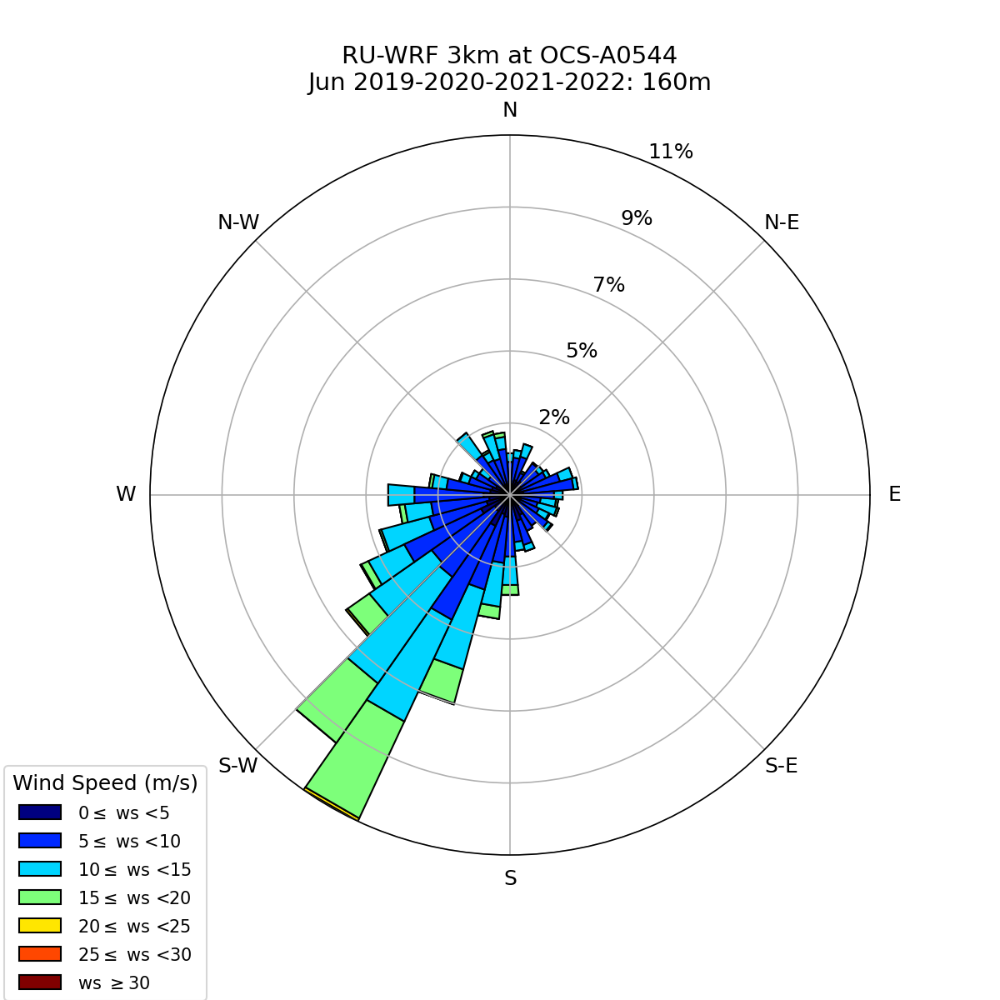 RU-WRF 3km at OCS-A0544
Jun 2019-2020-2021-2022: 160m
N
11%
9%
N-W
N-E
7%
5%
2%
W
E
S-W
S-E
S
Wind Speed (m/s)
0≤ ws <5
5≤ ws <10
10≤ ws <15
15≤ ws <20
20≤ ws <25
25≤ ws <30
ws ≥30